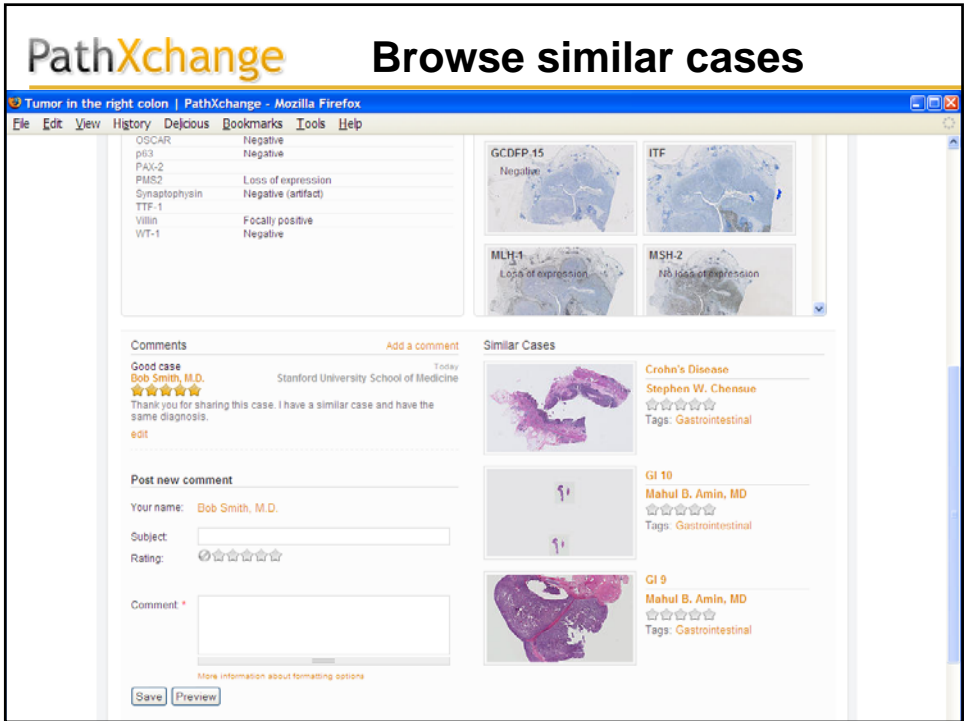 PathXchange
Browse similar cases
Tumor in the right colon | PathXchange - Mozilla Firefox
File Edit View History Delicious Bookmarks Tools Help
OSCAR Negative
p63 Negative
PAX-2
PMS2 Loss of expression
Synaptophysin Negative (artifact)
TTF-1
Villin Focally positive
WT-1 Negative
GCDFP-15
Negative
ITF
MLH-1
Loss of expression
MSH-2
No loss of expression
Comments Add a comment
Good case Today
Bob Smith, M.D. Stanford University School of Medicine
Thank you for sharing this case. I have a similar case and have the
same diagnosis.
edit
Post new comment
Your name: Bob Smith, M.D.
Subject:
Rating:
Comment: *
More information about formatting options
Save Preview
Similar Cases
Crohn's Disease
Stephen W. Chensue
Tags: Gastrointestinal
GI 10
Mahul B. Amin, MD
Tags: Gastrointestinal
GI 9
Mahul B. Amin, MD
Tags: Gastrointestinal